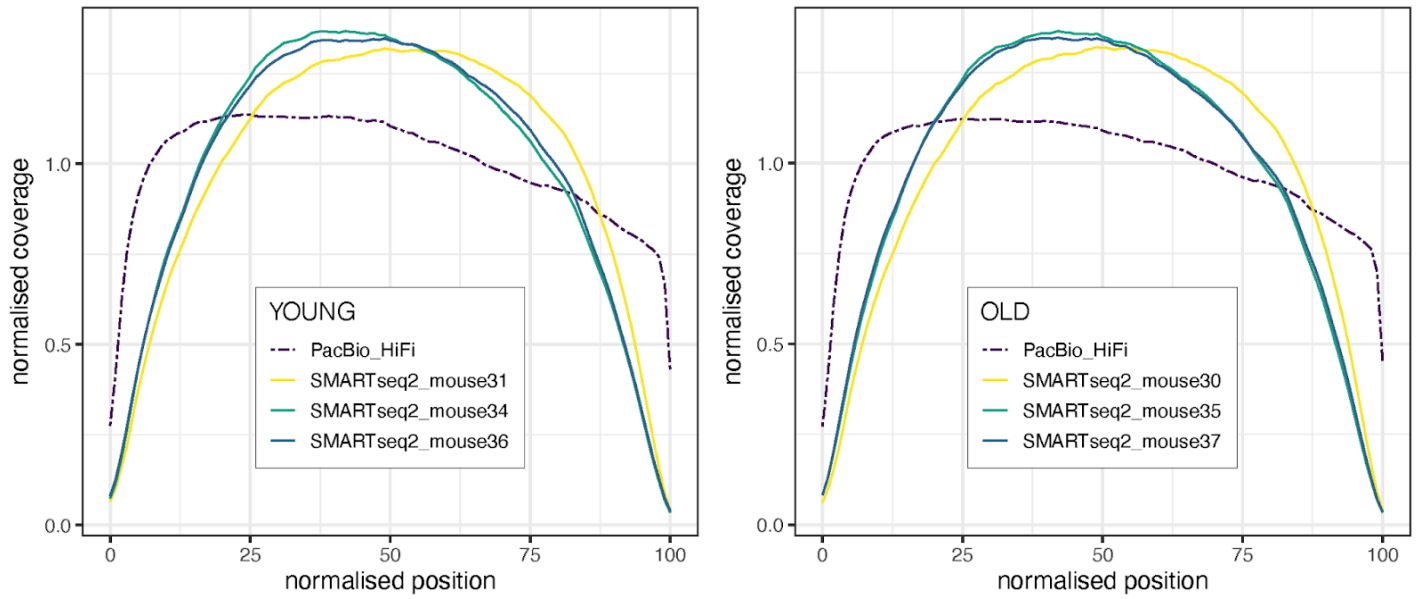 normalised coverage
1.0
0.5
0.0
YOUNG
PacBio_HiFi
SMARTseq2_mouse31
SMARTseq2_mouse34
SMARTseq2_mouse36
0
25
50
75
100
normalised position
normalised coverage
1.0
0.5
0.0
OLD
PacBio_HiFi
SMARTseq2_mouse30
SMARTseq2_mouse35
SMARTseq2_mouse37
0
25
50
75
100
normalised position